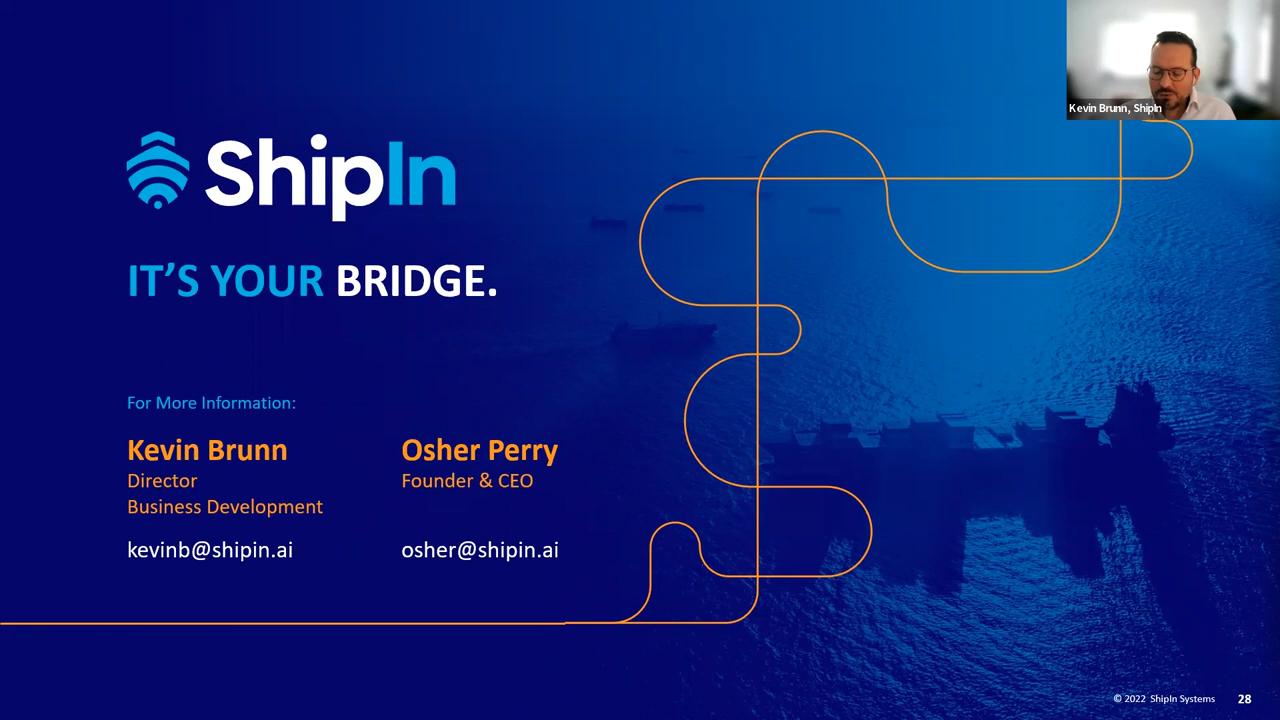 Kevin Brunn, ShipIn
ShipIn
IT'S YOUR BRIDGE.
For More Information:
Kevin Brunn
Director
Business Development
kevinb@shipin.ai
Osher Perry
Founder & CEO
osher@shipin.ai
© 2022 ShipIn Systems
28